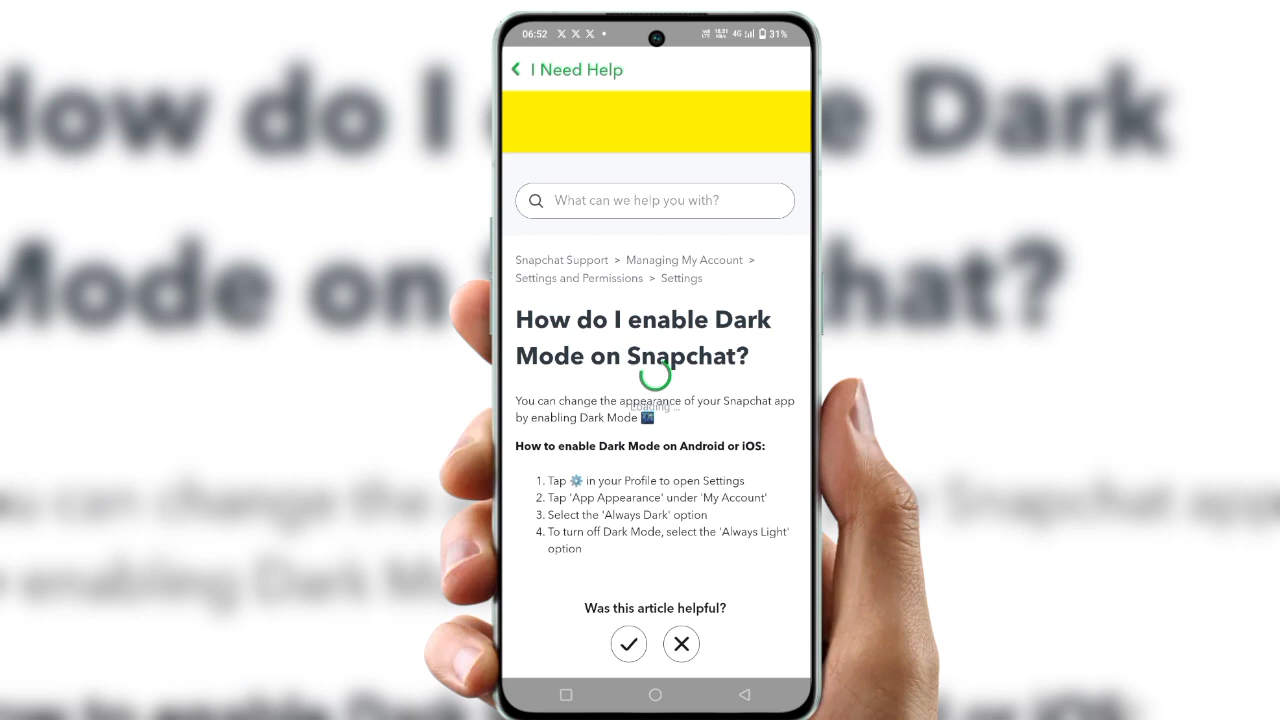 06:52
4G
31%
I Need Help
What can we help you with?
Snapchat Support > Managing My Account >
Settings and Permissions > Settings
How do I enable Dark
Mode on Snapchat?
You can change the appearance of your Snapchat app
by enabling Dark Mode
Loading ...
How to enable Dark Mode on Android or iOS:
1. Tap ⚙️ in your Profile to open Settings
2. Tap 'App Appearance' under 'My Account'
3. Select the 'Always Dark' option
4. To turn off Dark Mode, select the 'Always Light'
option
Was this article helpful?